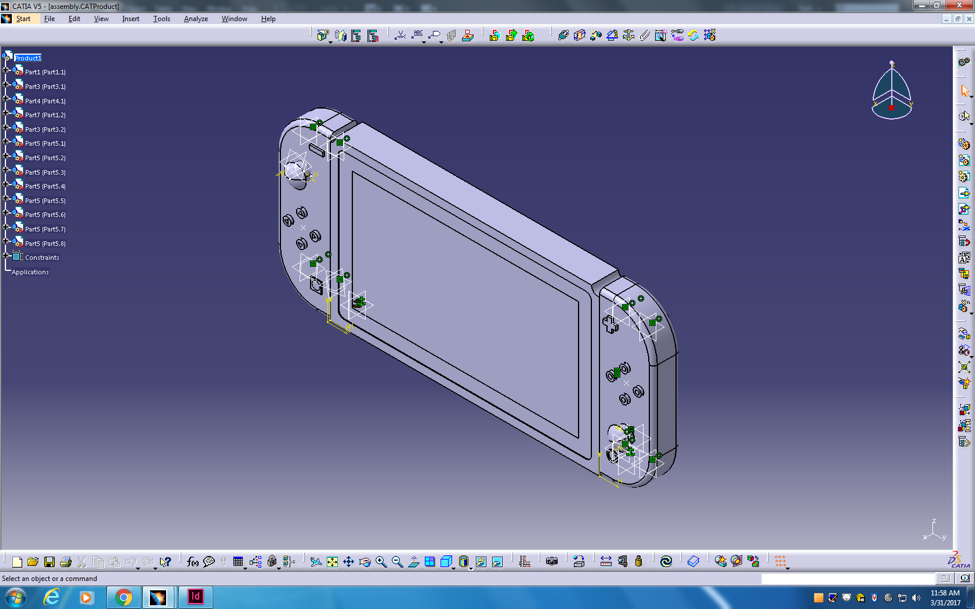 CATIA V5 - [assembly.CATProduct]
Start File Edit View Insert Tools Analyze Window Help
Product1
Part1 (Part1.1)
Part3 (Part3.1)
Part4 (Part4.1)
Part7 (Part1.2)
Part3 (Part3.2)
Part5 (Part5.1)
Part5 (Part5.2)
Part5 (Part5.3)
Part5 (Part5.4)
Part5 (Part5.5)
Part5 (Part5.6)
Part5 (Part5.7)
Part5 (Part5.8)
Constraints
Applications
z
x y
f(x)
CATIA
Select an object or a command
Id
11:58 AM
3/31/2017